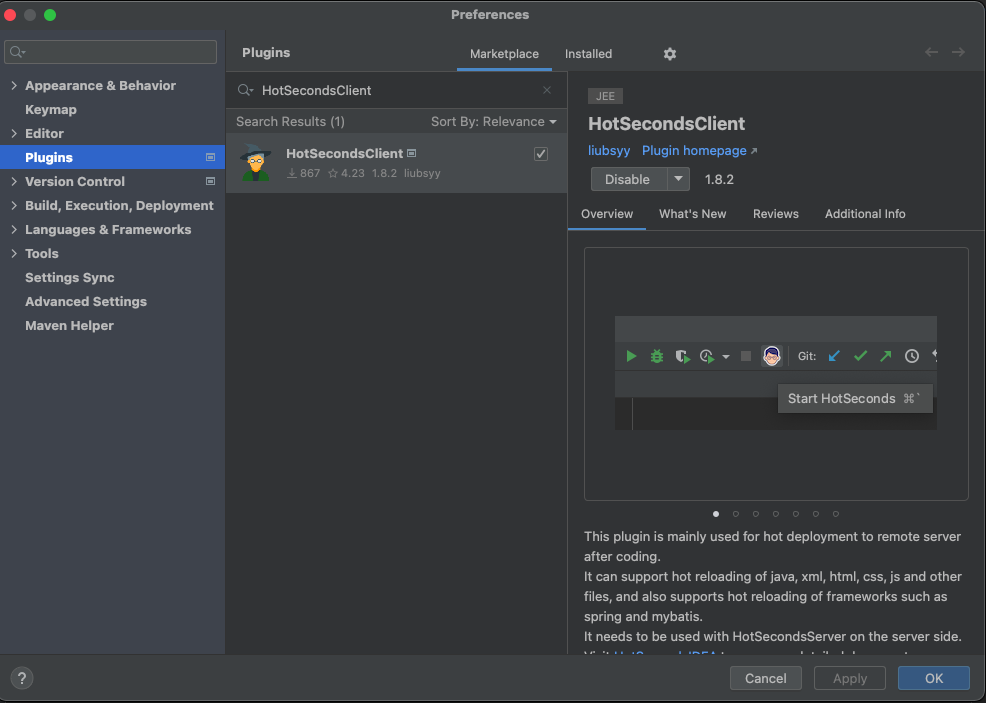 Preferences
Plugins
Marketplace
Installed
Appearance & Behavior
Keymap
Editor
Plugins
Version Control
Build, Execution, Deployment
Languages & Frameworks
Tools
Settings Sync
Advanced Settings
Maven Helper
HotSecondsClient
Search Results (1)
Sort By: Relevance
HotSecondsClient
867 4.23 1.8.2 liubsyy
JEE
HotSecondsClient
liubsyy Plugin homepage ↗
Disable
1.8.2
Overview
What's New
Reviews
Additional Info
Git:
Start HotSeconds ⌘`
This plugin is mainly used for hot deployment to remote server
after coding.
It can support hot reloading of java, xml, html, css, js and other
files, and also supports hot reloading of frameworks such as
spring and mybatis.
It needs to be used with HotSecondsServer on the server side.
?
Cancel
Apply
OK